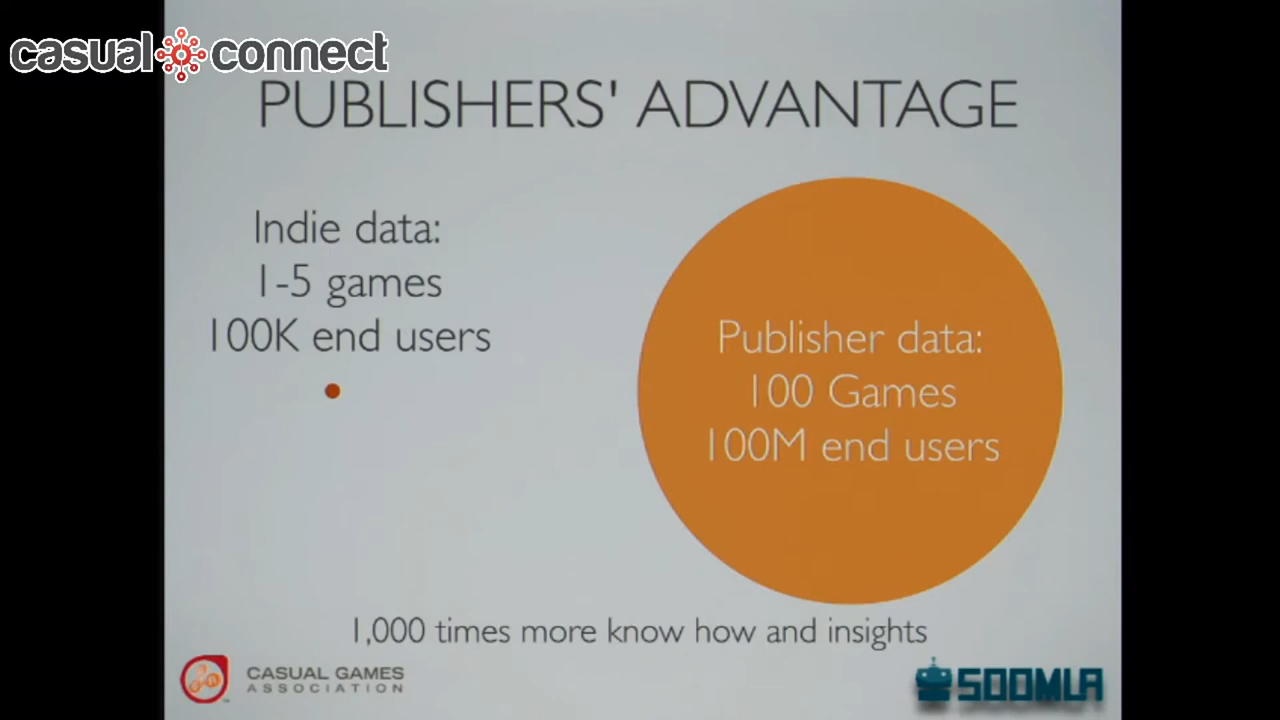 casual connect
PUBLISHERS' ADVANTAGE
Indie data:
1-5 games
100K end users
Publisher data:
100 Games
100M end users
1,000 times more know how and insights
CASUAL GAMES
ASSOCIATION
SOOMLA